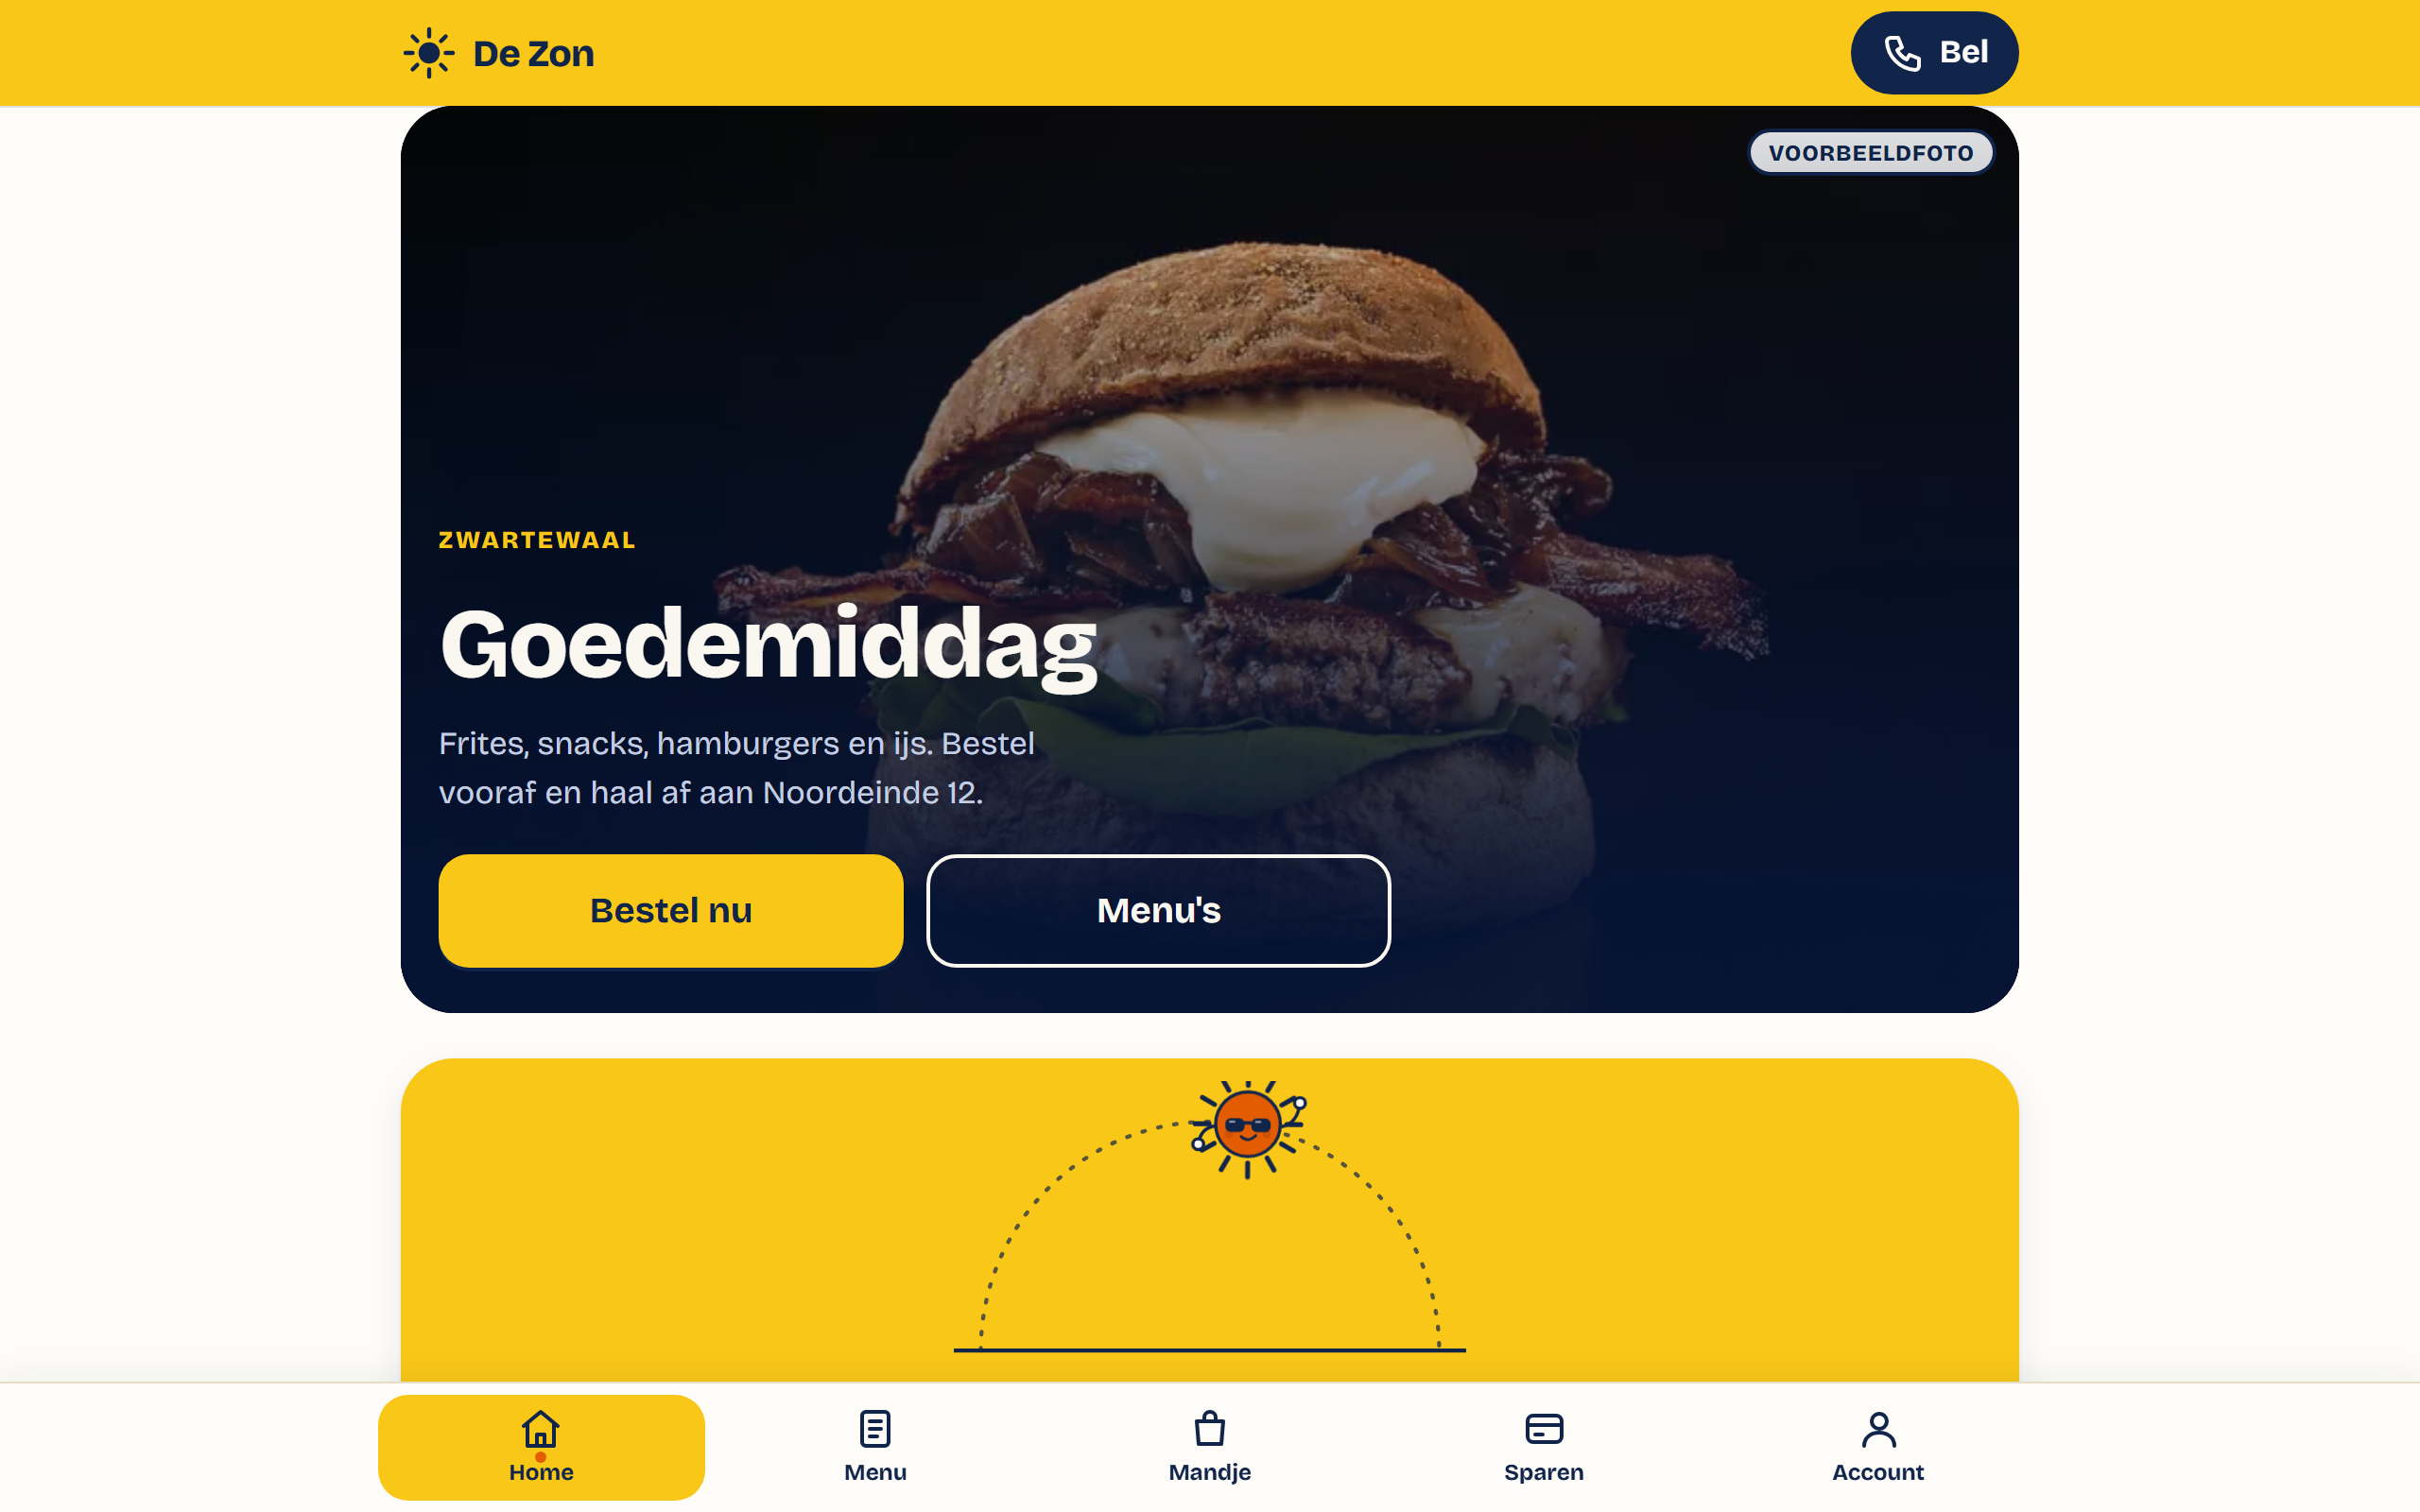 De Zon
Bel
VOORBEELDFOTO
ZWARTEWAAL
Goedemiddag
Frites, snacks, hamburgers en ijs. Bestel
vooraf en haal af aan Noordeinde 12.
Bestel nu
Menu's
Home
Menu
Mandje
Sparen
Account